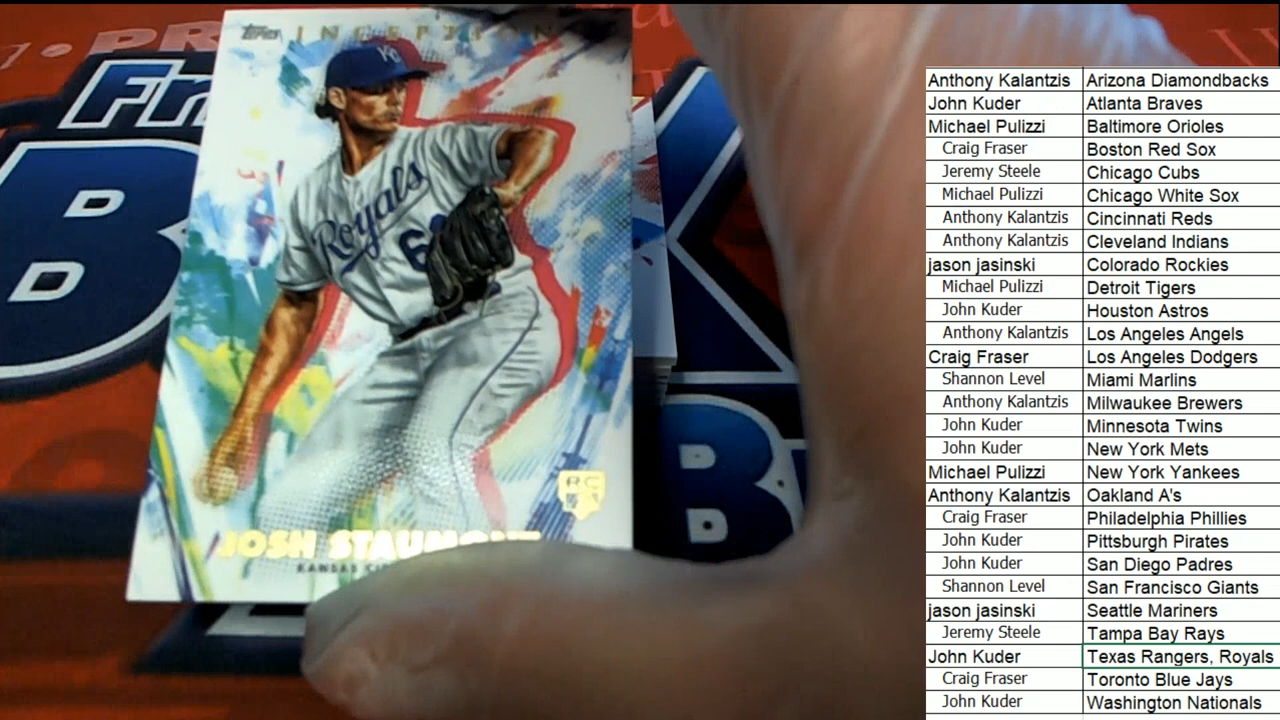 Topps INCEPTION
KC
Royals
RC
JOSH STAUMONT
KANSAS CI
PR
Fr
B
B
Anthony Kalantzis Arizona Diamondbacks
John Kuder Atlanta Braves
Michael Pulizzi Baltimore Orioles
Craig Fraser Boston Red Sox
Jeremy Steele Chicago Cubs
Michael Pulizzi Chicago White Sox
Anthony Kalantzis Cincinnati Reds
Anthony Kalantzis Cleveland Indians
jason jasinski Colorado Rockies
Michael Pulizzi Detroit Tigers
John Kuder Houston Astros
Anthony Kalantzis Los Angeles Angels
Craig Fraser Los Angeles Dodgers
Shannon Level Miami Marlins
Anthony Kalantzis Milwaukee Brewers
John Kuder Minnesota Twins
John Kuder New York Mets
Michael Pulizzi New York Yankees
Anthony Kalantzis Oakland A's
Craig Fraser Philadelphia Phillies
John Kuder Pittsburgh Pirates
John Kuder San Diego Padres
Shannon Level San Francisco Giants
jason jasinski Seattle Mariners
Jeremy Steele Tampa Bay Rays
John Kuder Texas Rangers, Royals
Craig Fraser Toronto Blue Jays
John Kuder Washington Nationals